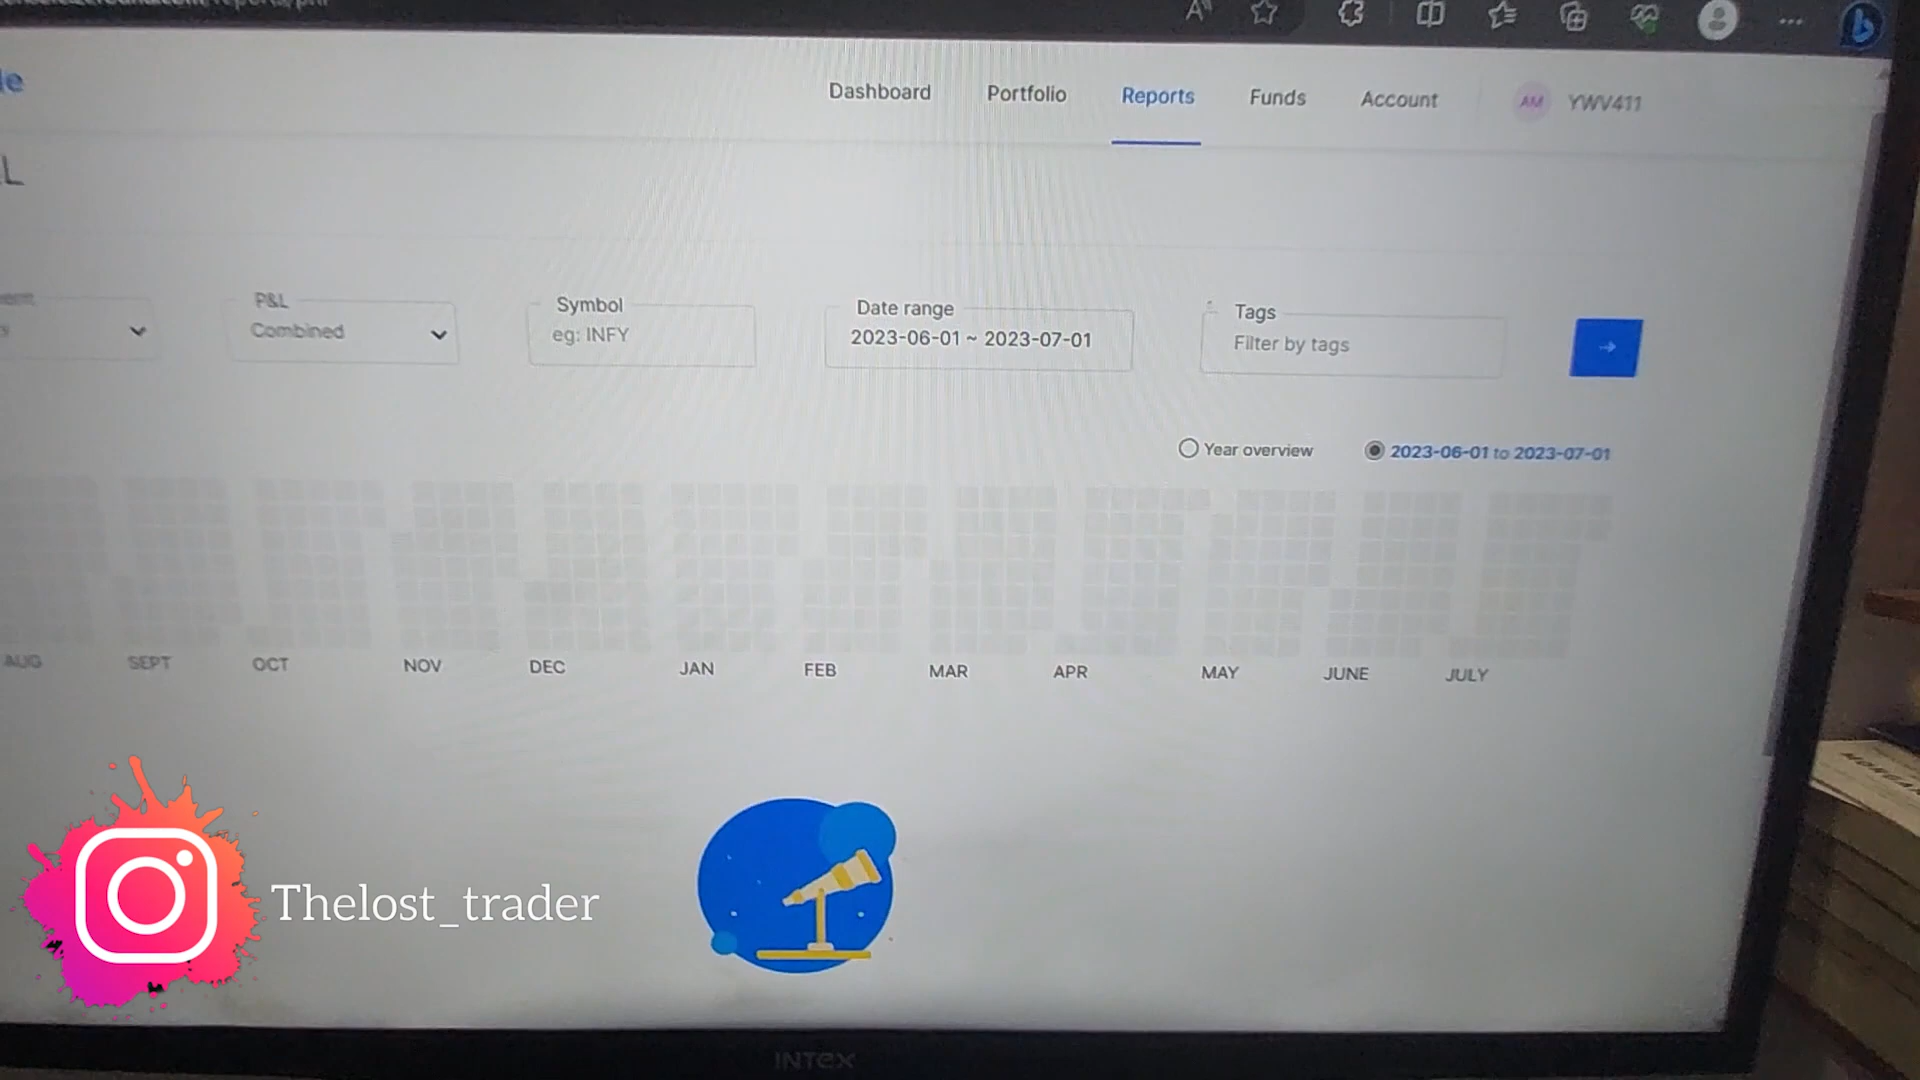 Dashboard Portfolio Reports Funds Account AM YWV411
P&L Symbol Date range Tags
Combined eg: INFY 2023-06-01 ~ 2023-07-01 Filter by tags
Year overview 2023-06-01 to 2023-07-01
AUG SEPT OCT NOV DEC JAN FEB MAR APR MAY JUNE JULY
Thelost_trader
INTEX